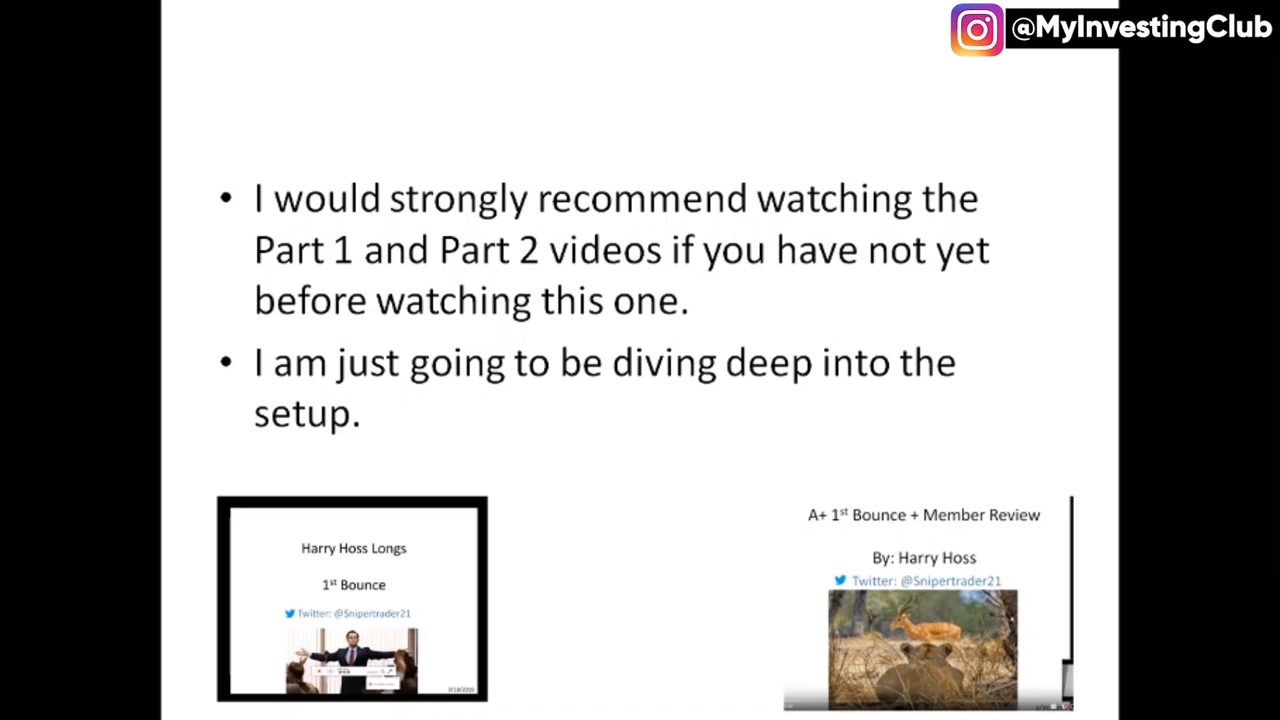 @MyInvestingClub
• I would strongly recommend watching the
Part 1 and Part 2 videos if you have not yet
before watching this one.
• I am just going to be diving deep into the
setup.
Harry Hoss Longs
1st Bounce
Twitter: @Snipertrader21
A+ 1st Bounce + Member Review
By: Harry Hoss
Twitter: @Snipertrader21